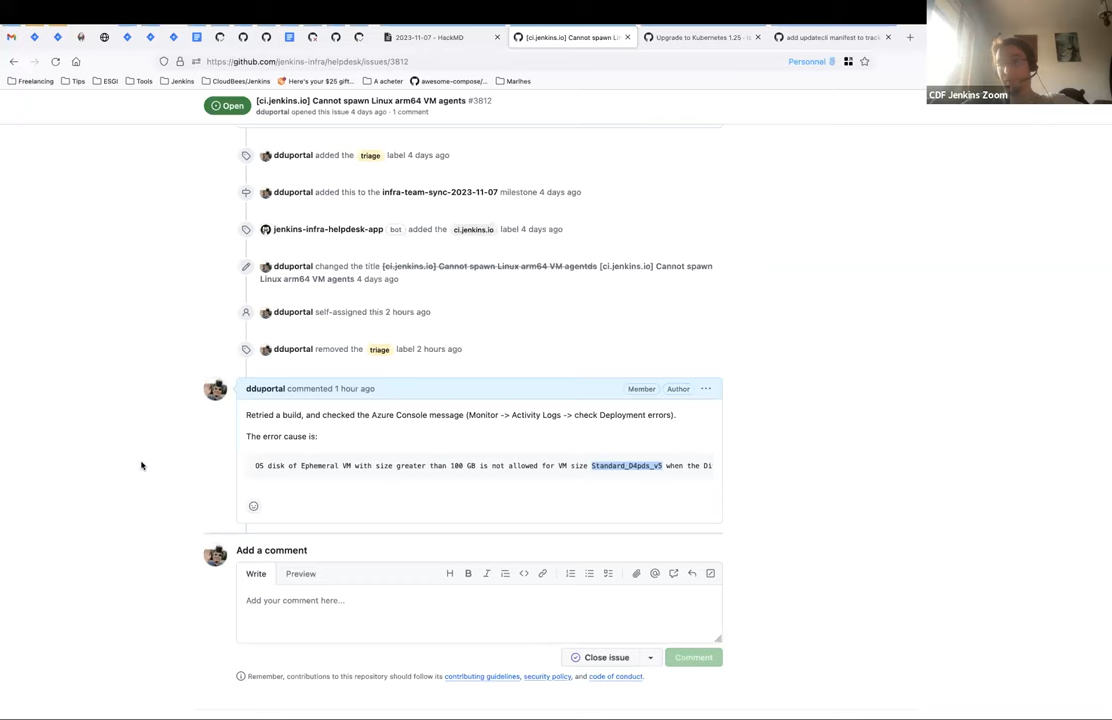 2023-11-07 - HackMD
[ci.jenkins.io] Cannot spawn Li
Upgrade to Kubernetes 1.25
add updatecli manifest to track
https://github.com/jenkins-infra/helpdesk/issues/3812
Personnel
Freelancing
Tips
ESGI
Tools
Jenkins
CloudBees/Jenkins
Here's your $25 gift...
A acheter
awesome-compose/...
Marlhes
CDF Jenkins Zoom
Open
[ci.jenkins.io] Cannot spawn Linux arm64 VM agents #3812
dduportal opened this issue 4 days ago · 1 comment
dduportal added the triage label 4 days ago
dduportal added this to the infra-team-sync-2023-11-07 milestone 4 days ago
jenkins-infra-helpdesk-app bot added the ci.jenkins.io label 4 days ago
dduportal changed the title [ci.jenkins.io] Cannot spawn Linux arm64 VM agentds [ci.jenkins.io] Cannot spawn
Linux arm64 VM agents 4 days ago
dduportal self-assigned this 2 hours ago
dduportal removed the triage label 2 hours ago
dduportal commented 1 hour ago
Member
Author
Retried a build, and checked the Azure Console message (Monitor -> Activity Logs -> check Deployment errors).
The error cause is:
OS disk of Ephemeral VM with size greater than 100 GB is not allowed for VM size Standard_D4pds_v5 when the Di
Add a comment
Write
Preview
Add your comment here...
Close issue
Comment
Remember, contributions to this repository should follow its contributing guidelines, security policy, and code of conduct.